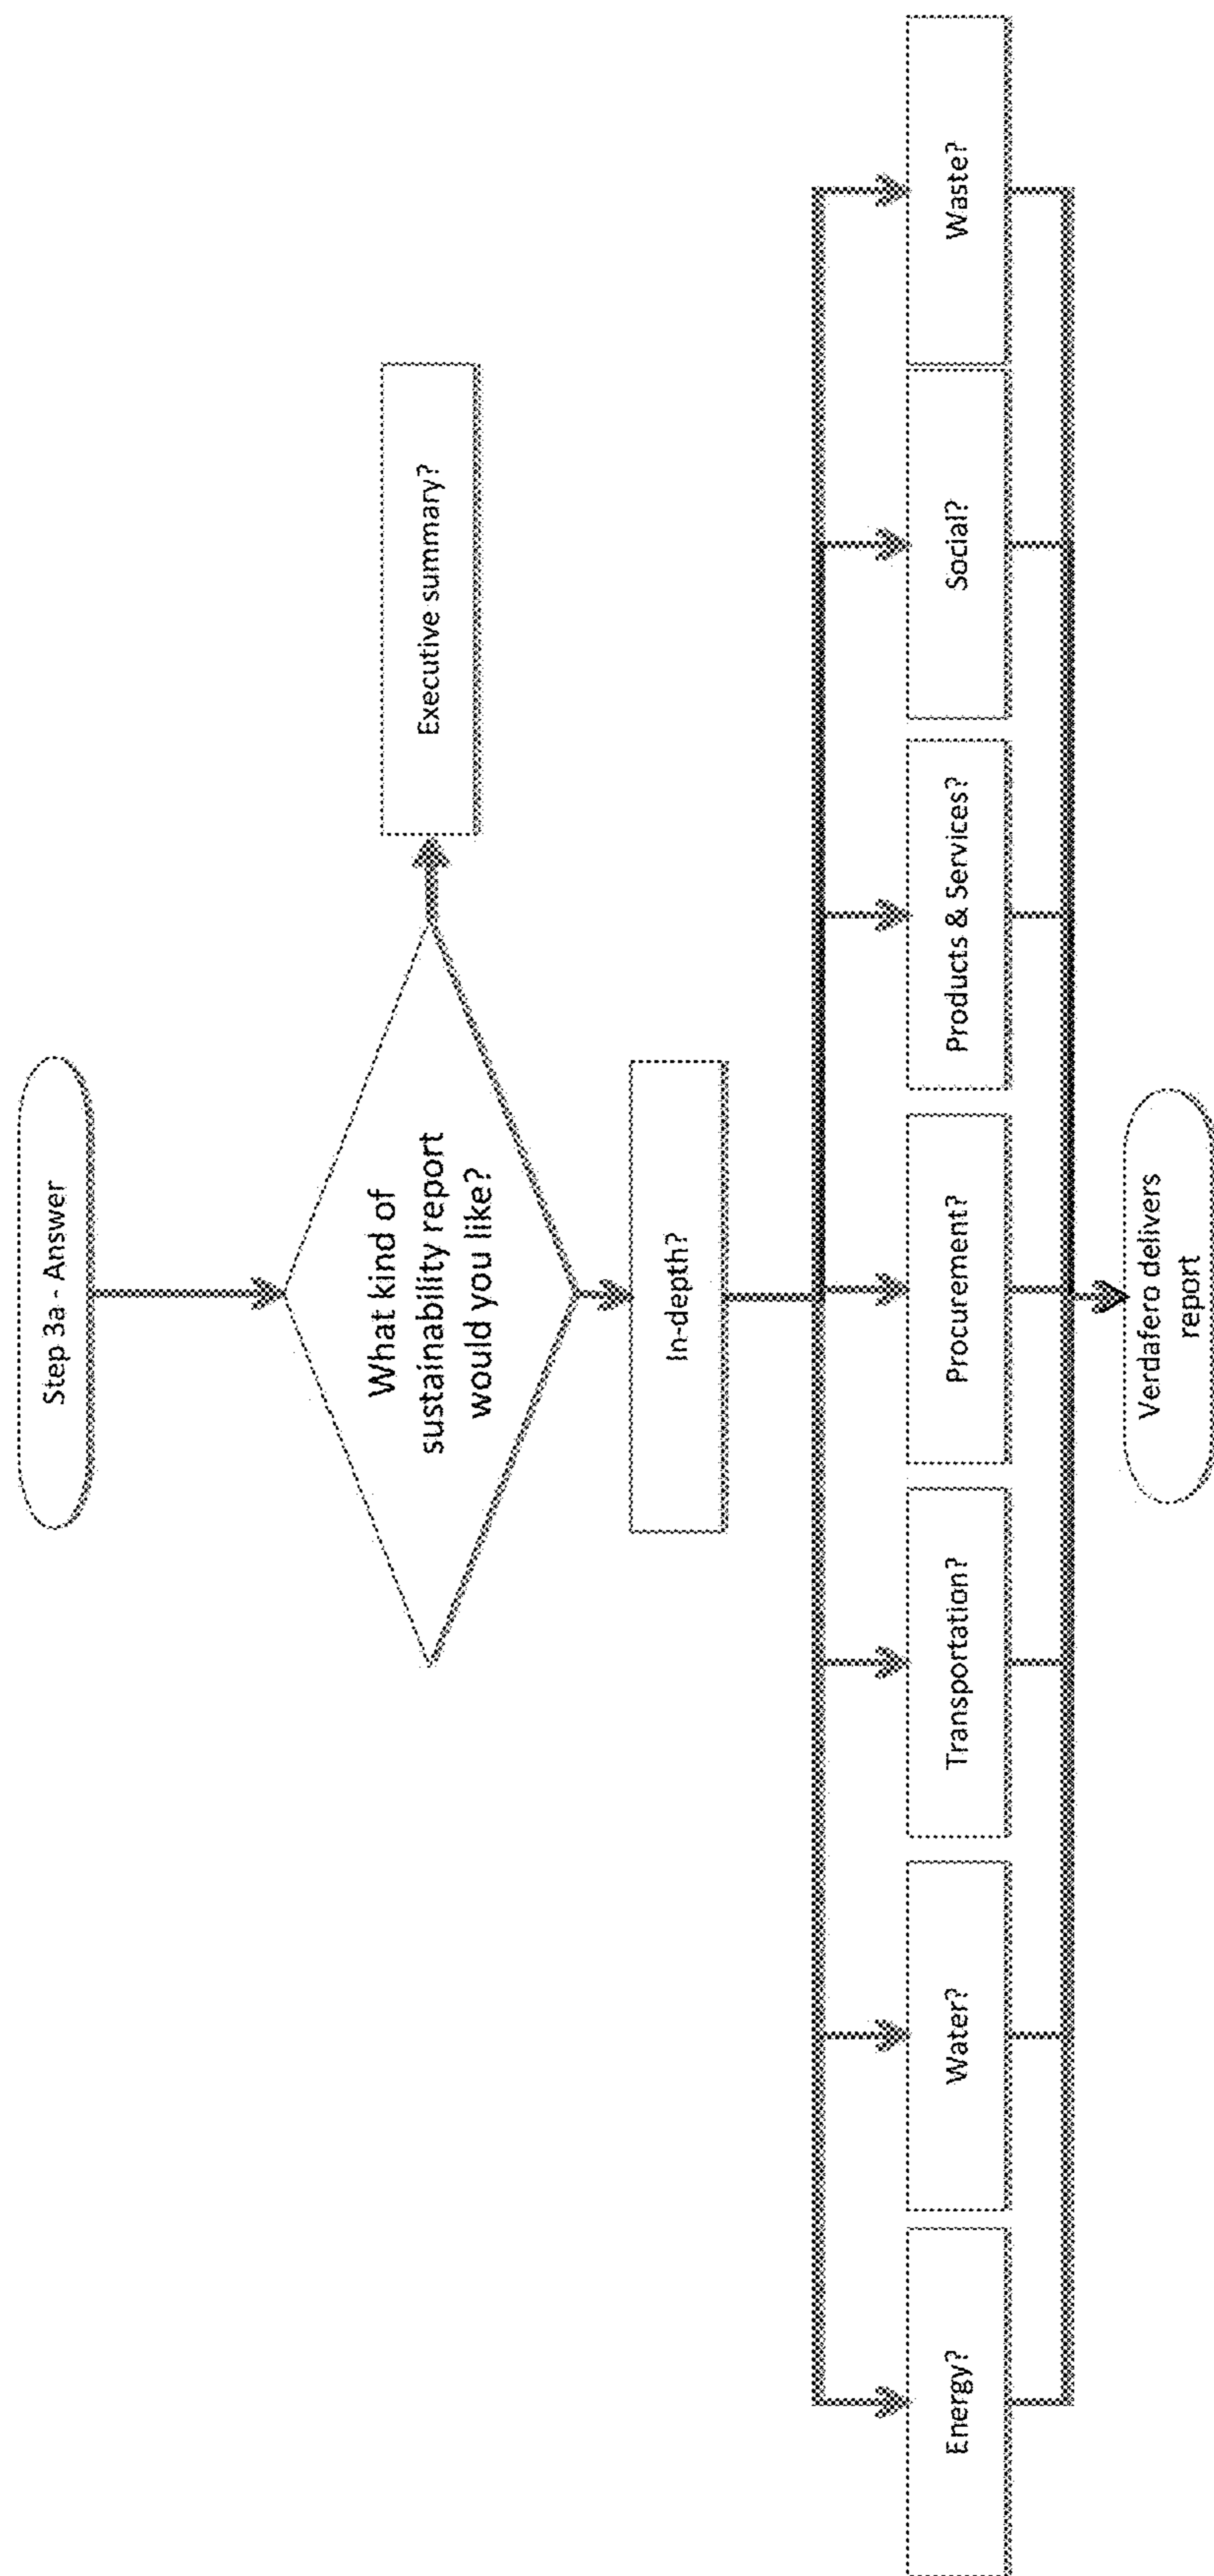 Step 3a - Answer
What kind of
sustainability report
would you like?
Executive summary?
In-depth?
Energy?
Water?
Transportation?
Procurement?
Products & Services?
Social?
Waste?
Verdafero delivers
report